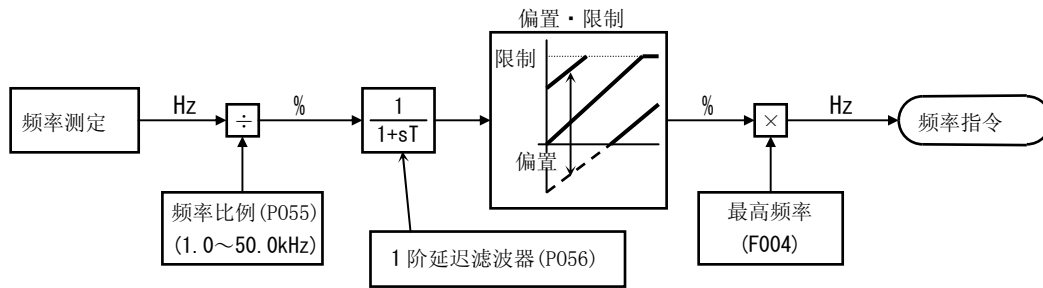 偏置・限制
限制
偏置
频率测定
Hz
÷
%
1
1+sT
%
×
Hz
频率指令
频率比例(P055)
(1.0～50.0kHz)
1阶延迟滤波器(P056)
最高频率
(F004)